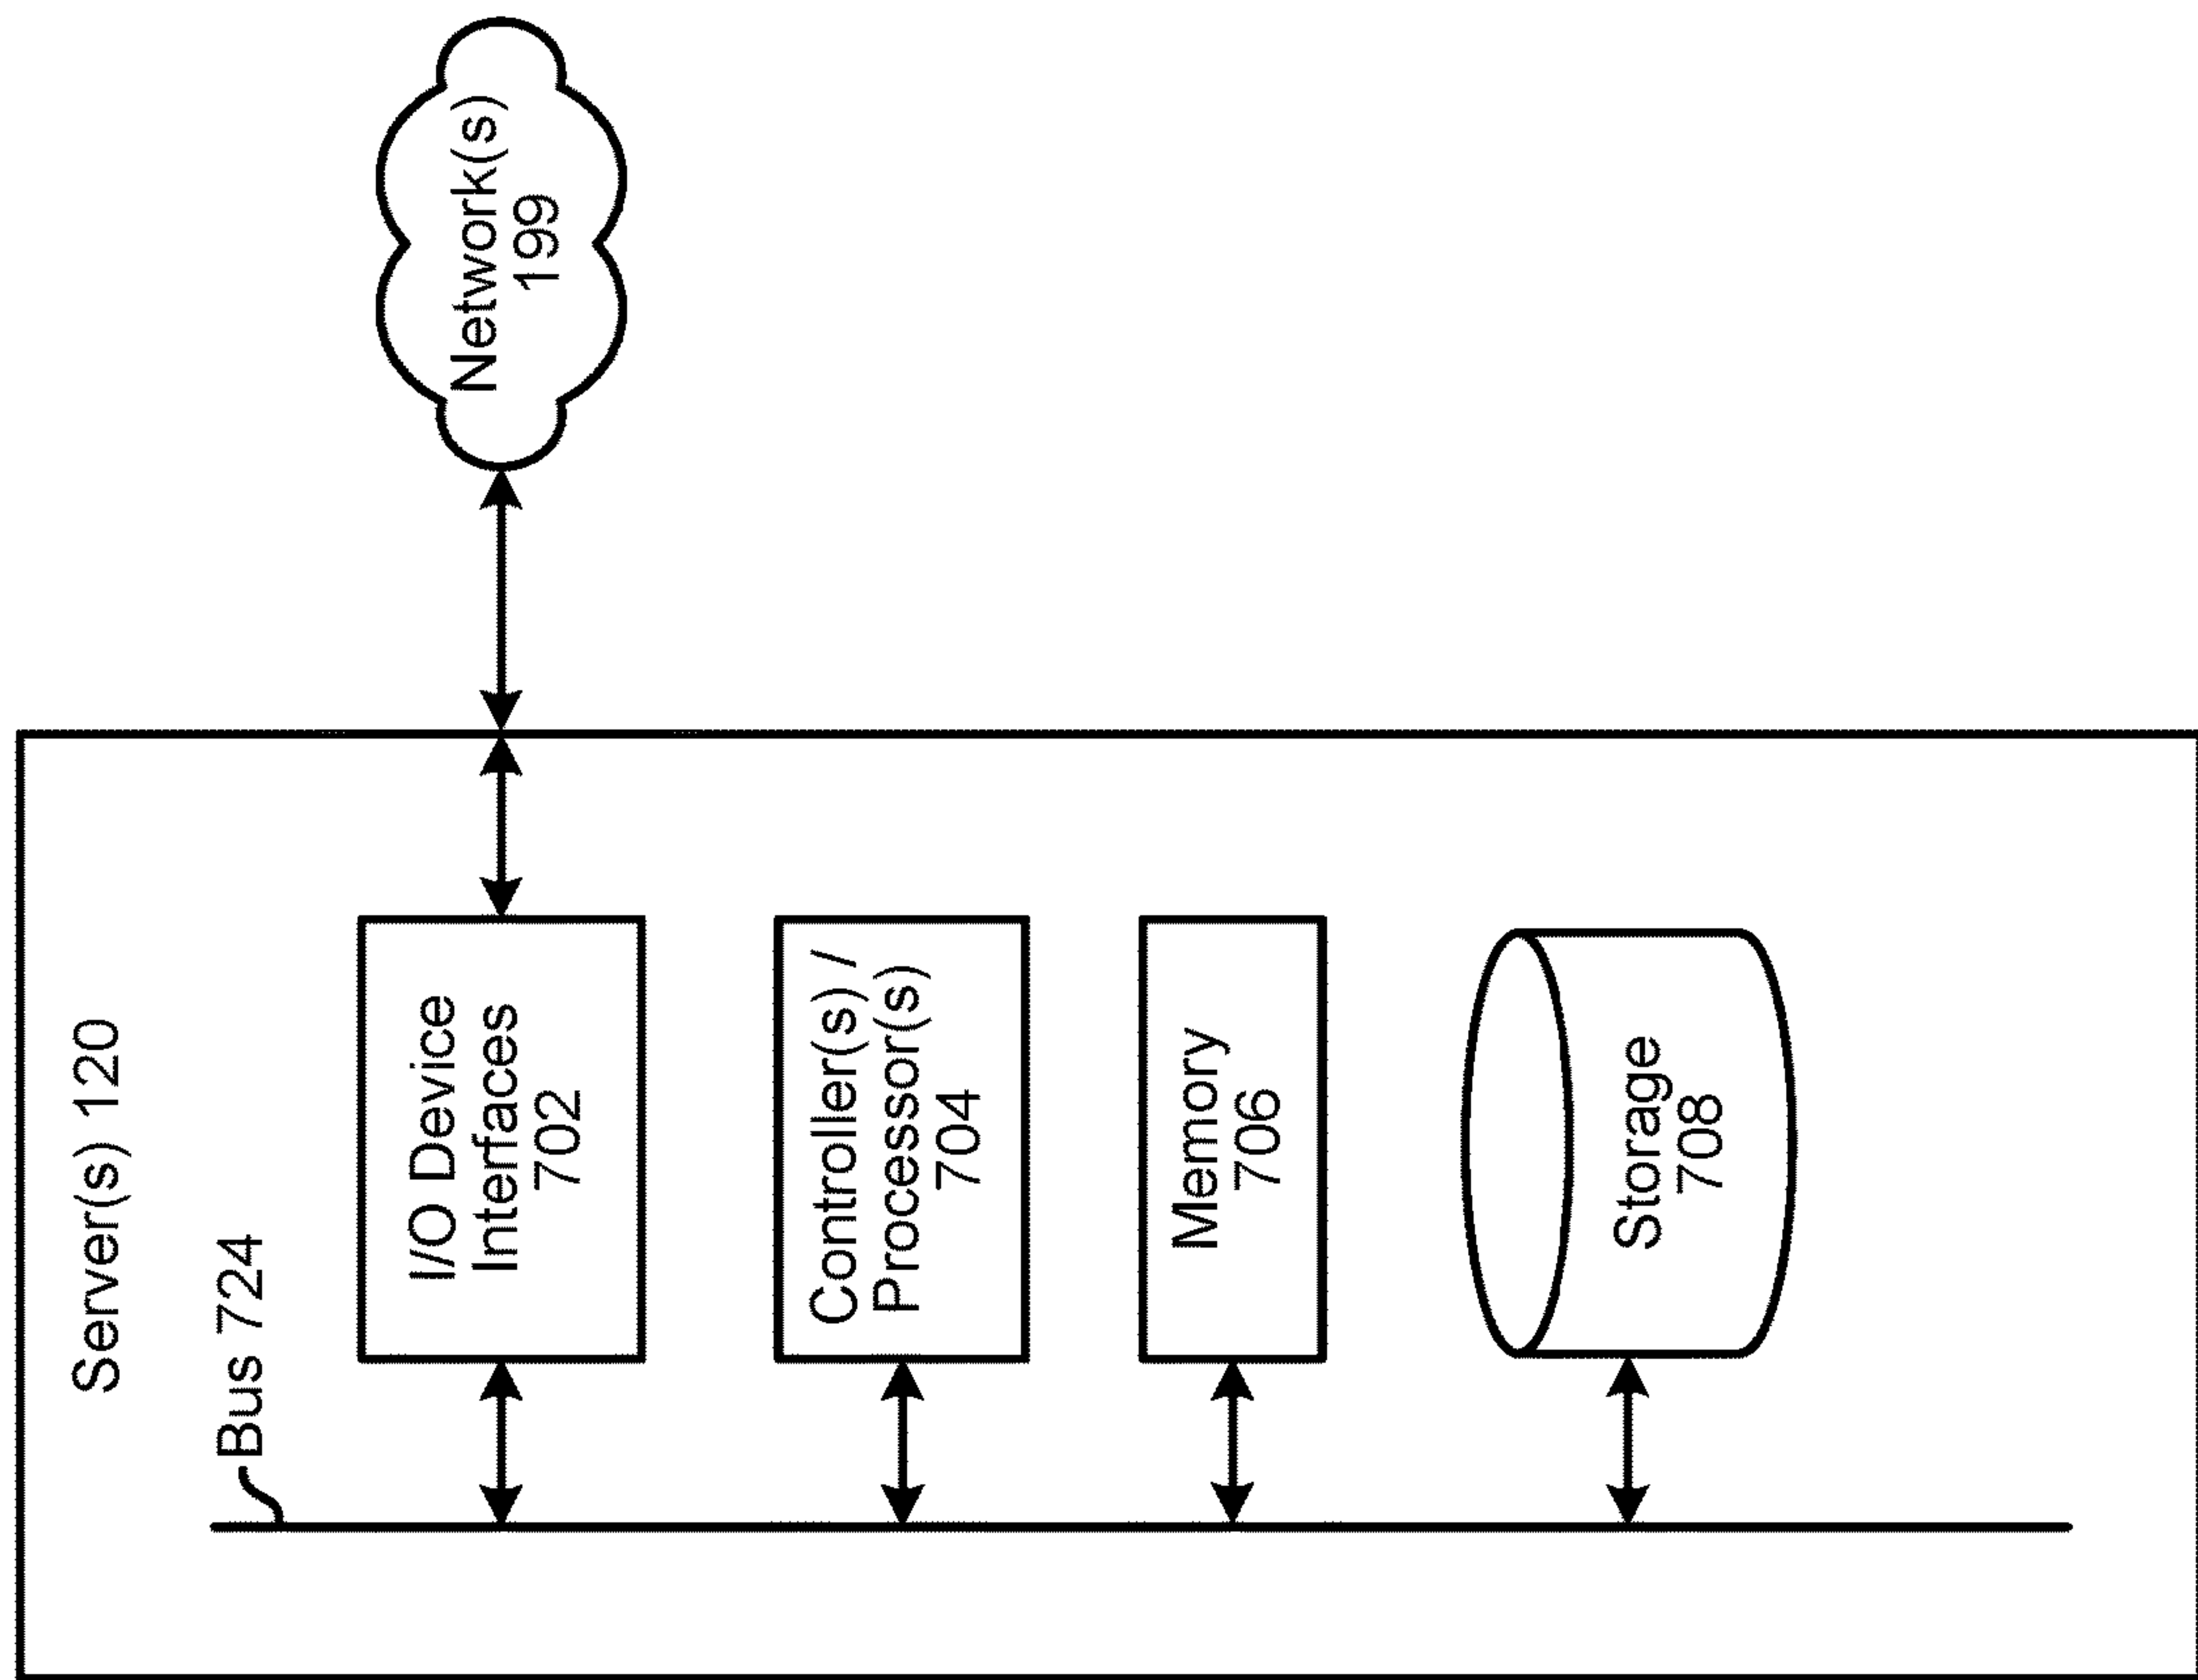 Server(s) 120
Bus 724
I/O Device
Interfaces
702
Network(s)
199
Controller(s) /
Processor(s)
704
Memory
706
Storage
708